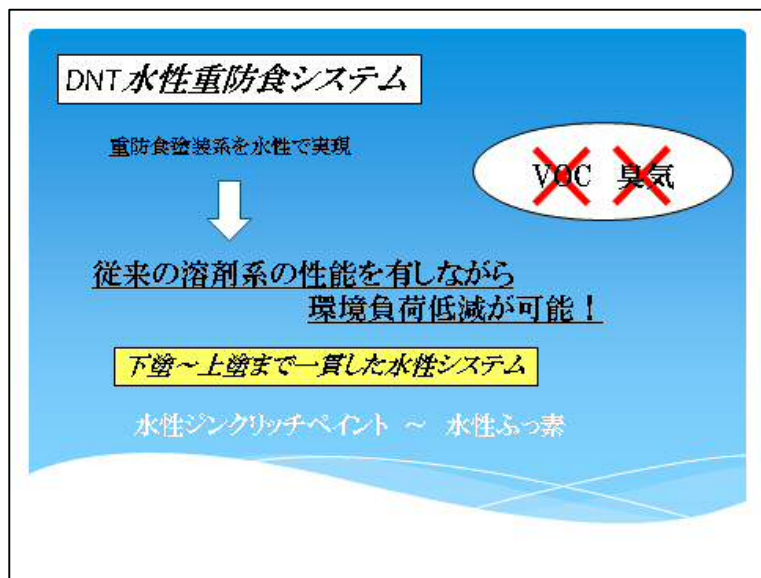 DNT水性重防食システム
重防食塗装系を水性で実現
VOC 臭気
従来の溶剤系の性能を有しながら
環境負荷低減が可能！
下塗～上塗まで一貫した水性システム
水性ジンクリッチペイント ～ 水性ふっ素